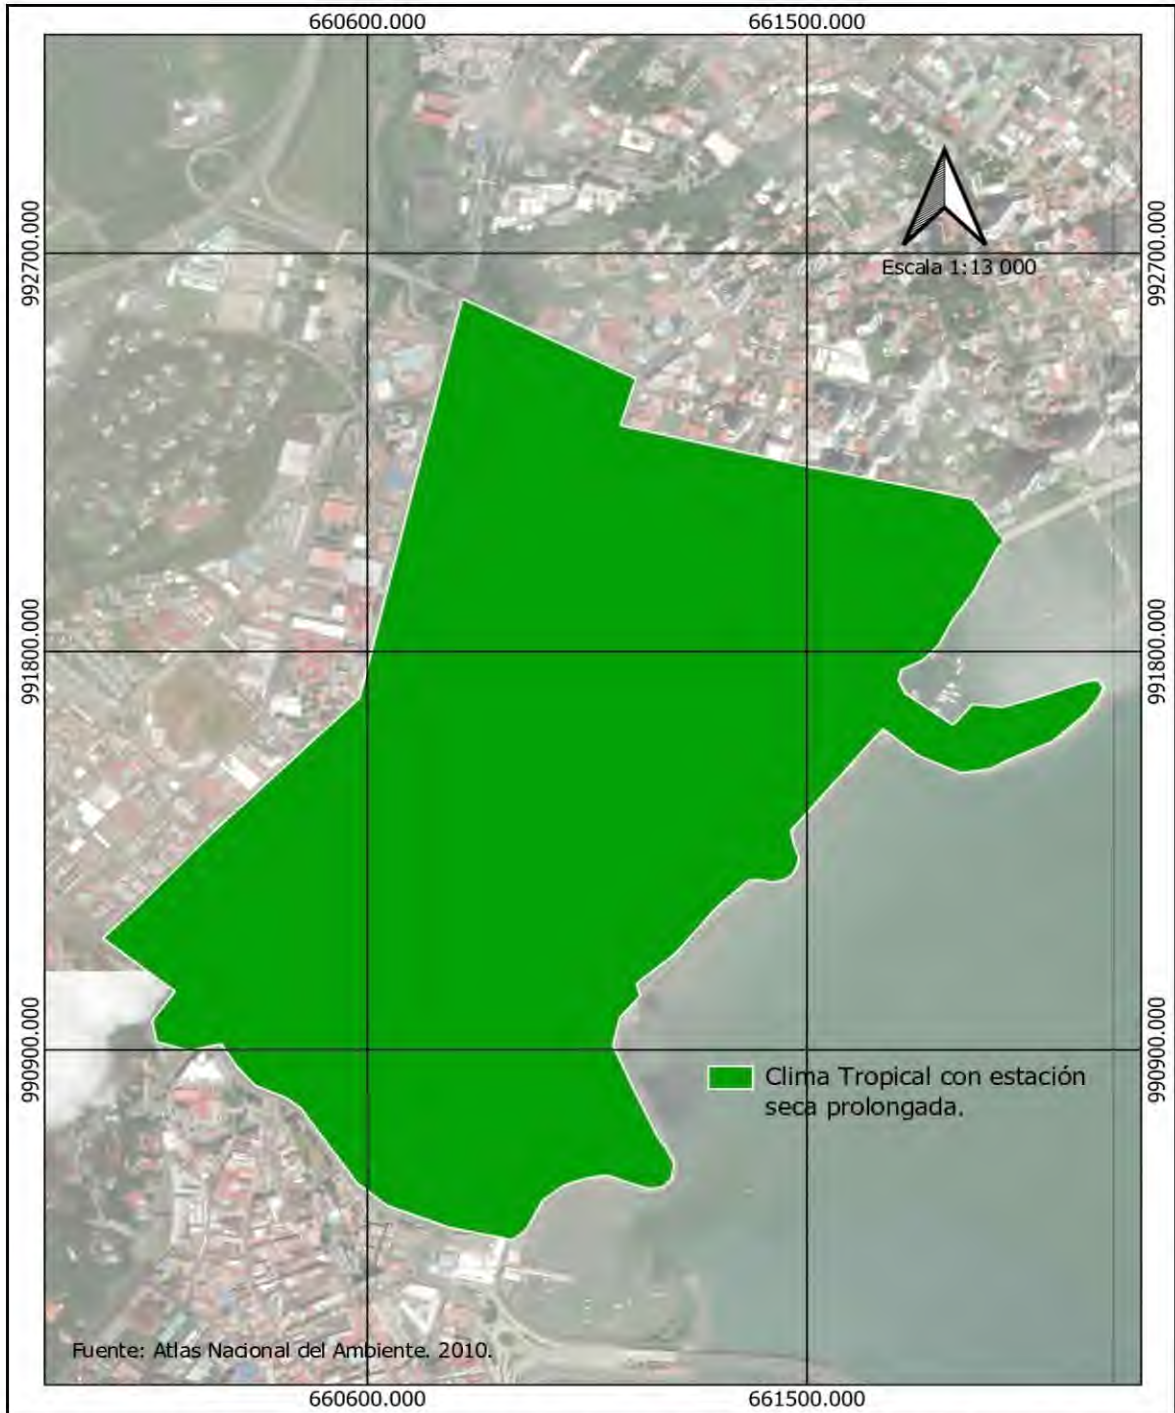 660600.000 661500.000
992700.000 992700.000
Escala 1:13 000
991800.000 991800.000
990900.000 990900.000
Clima Tropical con estación
seca prolongada.
Fuente: Atlas Nacional del Ambiente. 2010.
660600.000 661500.000